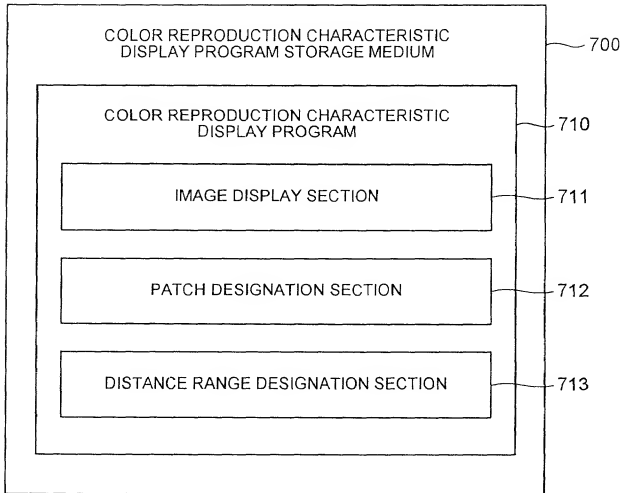 COLOR REPRODUCTION CHARACTERISTIC
DISPLAY PROGRAM STORAGE MEDIUM
700
COLOR REPRODUCTION CHARACTERISTIC
DISPLAY PROGRAM
710
IMAGE DISPLAY SECTION
711
PATCH DESIGNATION SECTION
712
DISTANCE RANGE DESIGNATION SECTION
713